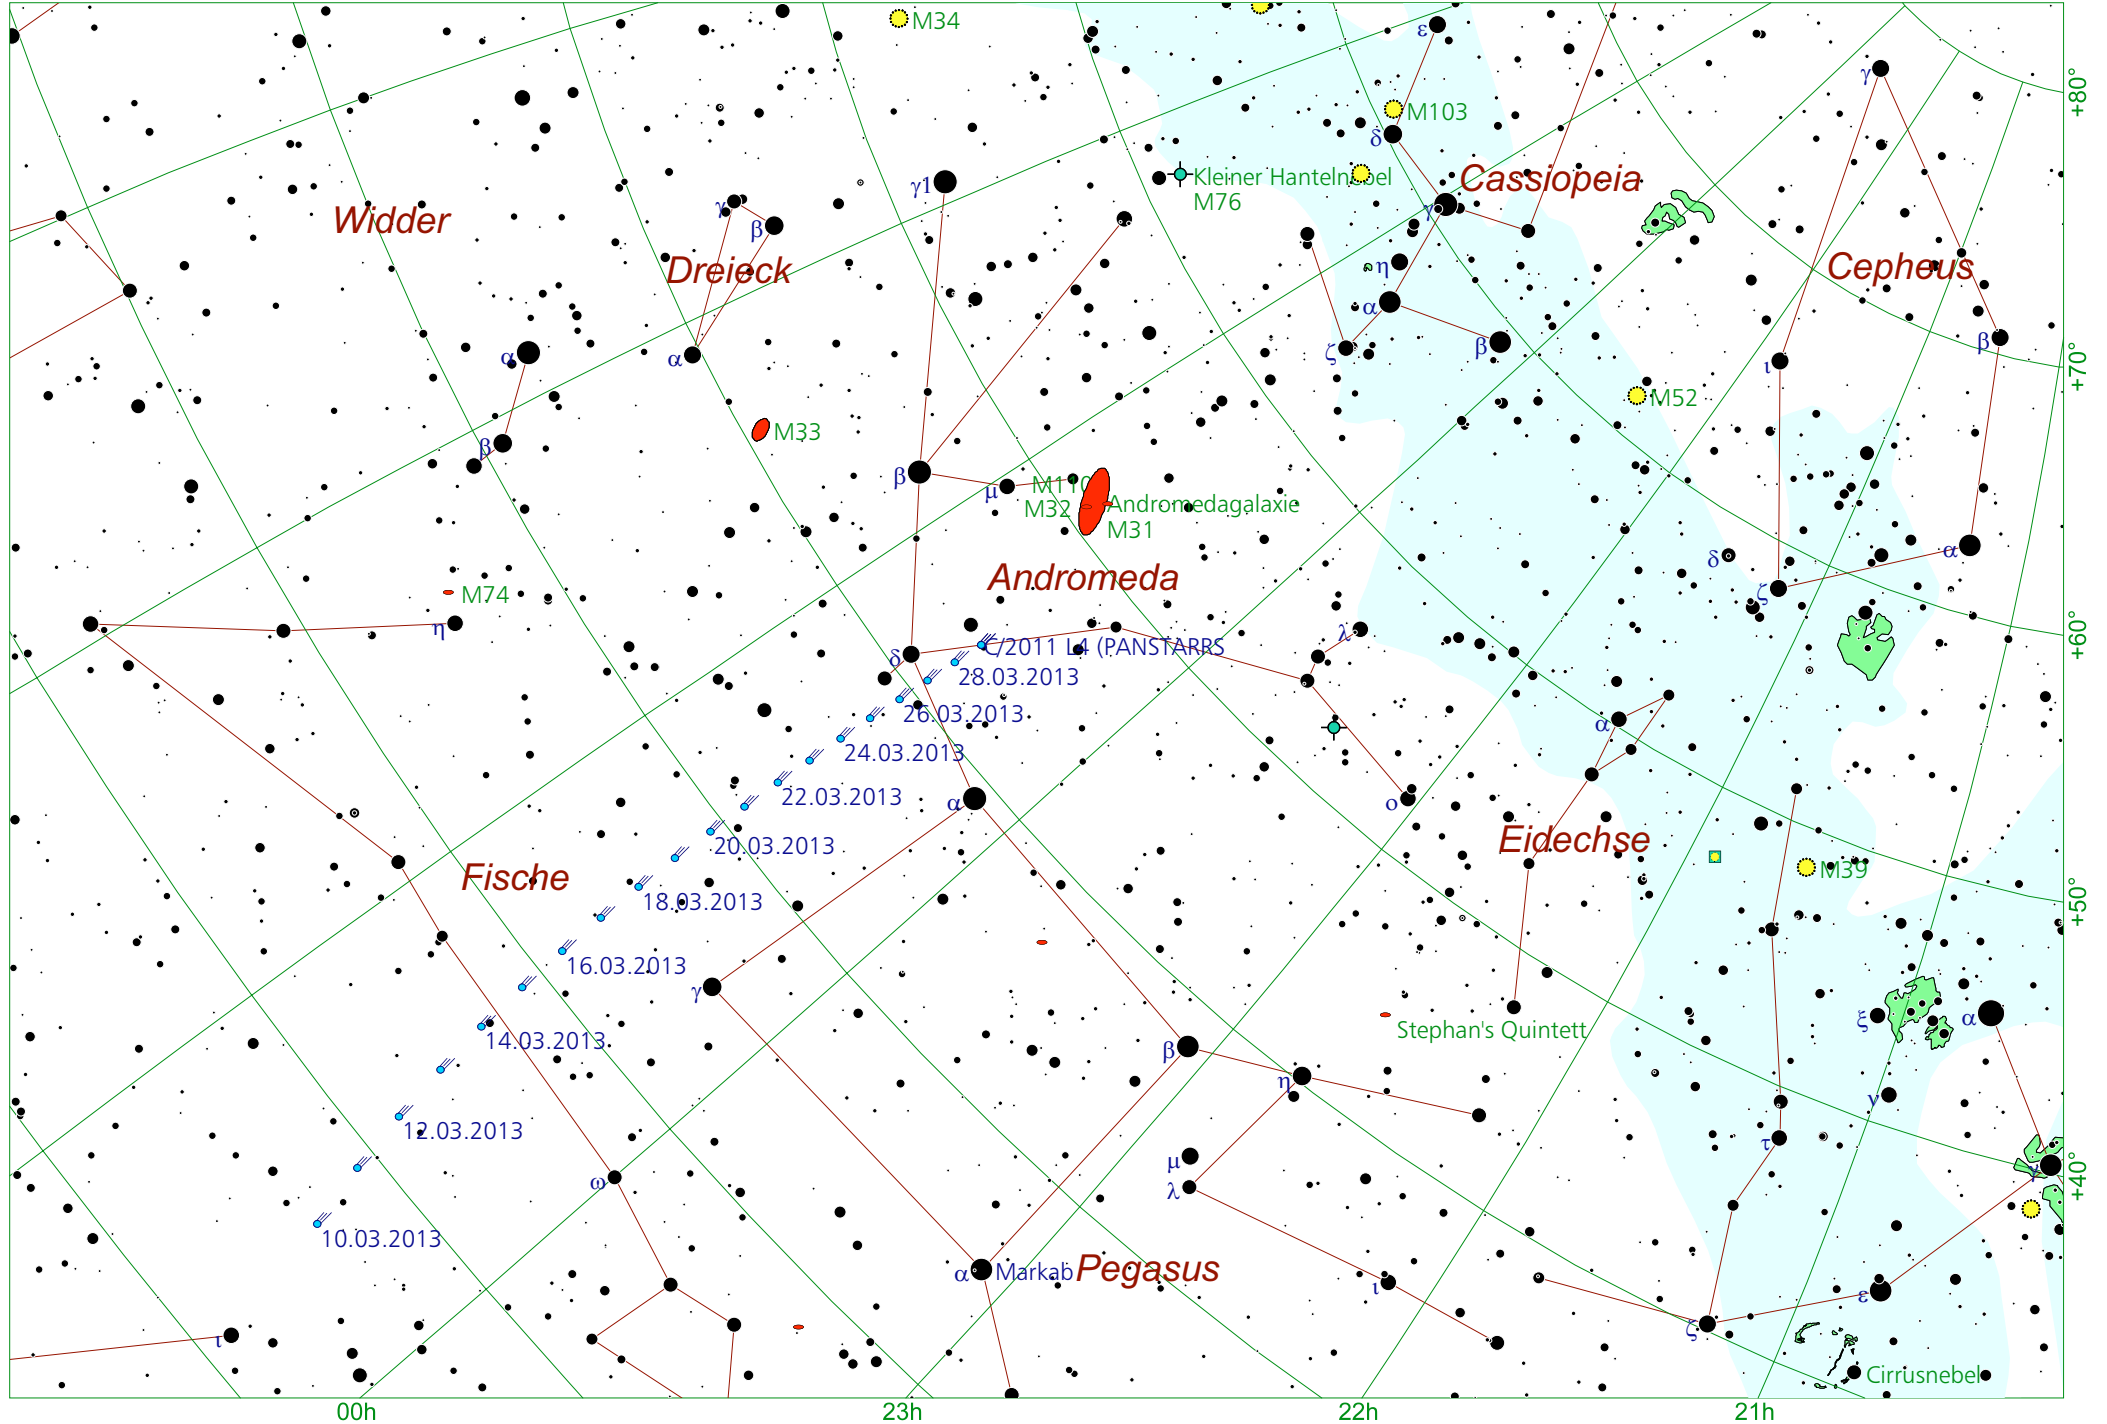 M34
ε
γ
+80°
M103
δ
Kleiner Hantelnebel
M76
Cassiopeia
γ1
γ
β
Widder
γ
Dreieck
η
Cepheus
α
α
α
ζ
β
ι
β
+70°
M52
M33
β
β
μ
M110
M32
Andromedagalaxie
M31
α
δ
Andromeda
ζ
M74
η
λ
+60°
δ
C/2011 L4 (PANSTARRS
28.03.2013
26.03.2013
α
24.03.2013
22.03.2013
α
ο
20.03.2013
Eidechse
M39
Fische
18.03.2013
+50°
16.03.2013
γ
14.03.2013
Stephan's Quintett
ξ
α
β
η
ν
12.03.2013
τ
μ
λ
γ
+40°
ω
10.03.2013
α
Markab
Pegasus
ι
ε
ι
ζ
Cirrusnebel
00h
23h
22h
21h